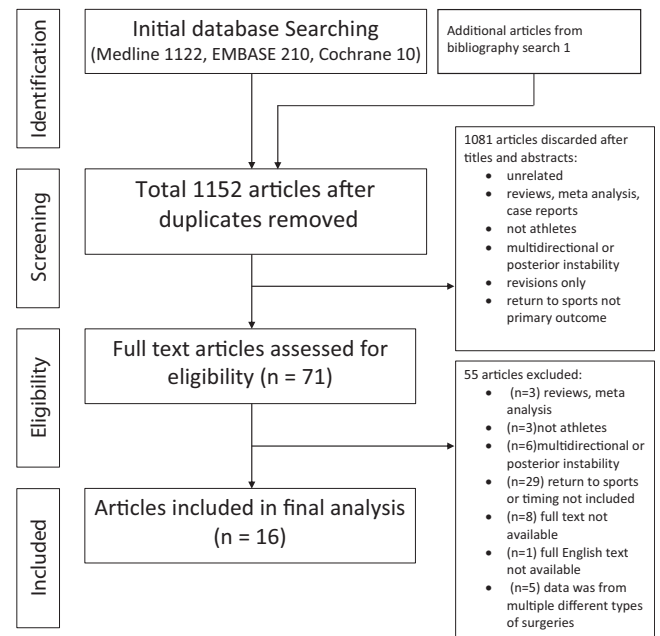 Identification
Initial database Searching
(Medline 1122, EMBASE 210, Cochrane 10)
Additional articles from
bibliography search 1
Screening
Total 1152 articles after
duplicates removed
1081 articles discarded after
titles and abstracts:
• unrelated
• reviews, meta analysis,
case reports
• not athletes
• multidirectional or
posterior instability
• revisions only
• return to sports not
primary outcome
Eligibility
Full text articles assessed for
eligibility (n = 71)
55 articles excluded:
• (n=3) reviews, meta
analysis
• (n=3)not athletes
• (n=6)multidirectional or
posterior instability
• (n=29) return to sports
or timing not included
• (n=8) full text not
available
• (n=1) full English text
not available
• (n=5) data was from
multiple different types
of surgeries
Included
Articles included in final analysis
(n = 16)